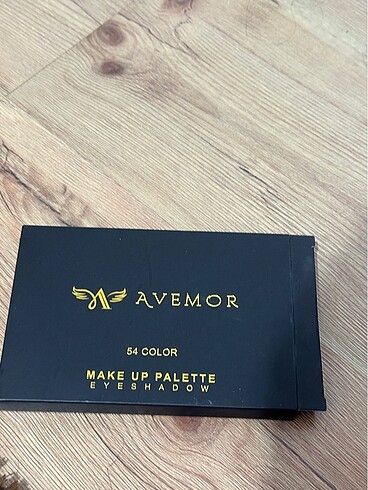 AVEMOR
54 COLOR
MAKE UP PALETTE
EYESHADOW